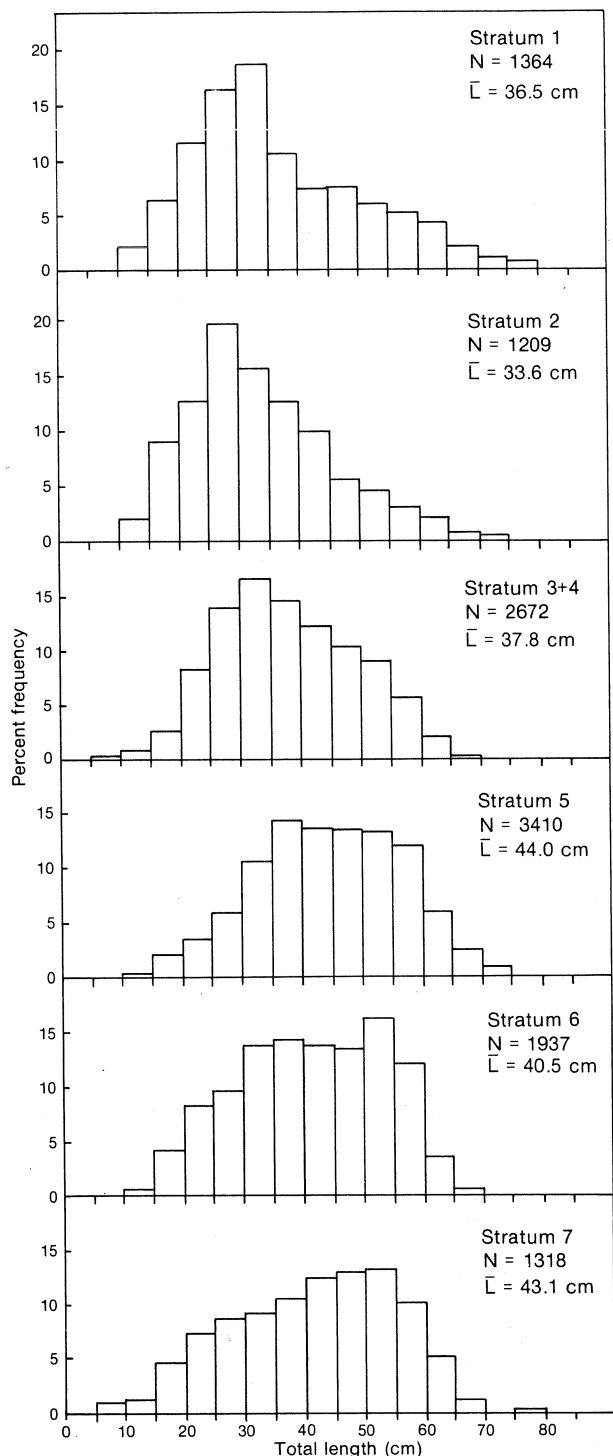 Stratum 1
N = 1364
L̄ = 36.5 cm
20
15
10
5
0
Stratum 2
N = 1209
L̄ = 33.6 cm
20
15
10
5
0
Stratum 3+4
N = 2672
L̄ = 37.8 cm
15
10
5
0
Percent frequency
Stratum 5
N = 3410
L̄ = 44.0 cm
15
10
5
0
Stratum 6
N = 1937
L̄ = 40.5 cm
15
10
5
0
Stratum 7
N = 1318
L̄ = 43.1 cm
15
10
5
0
0 10 20 30 40 50 60 70 80
Total length (cm)